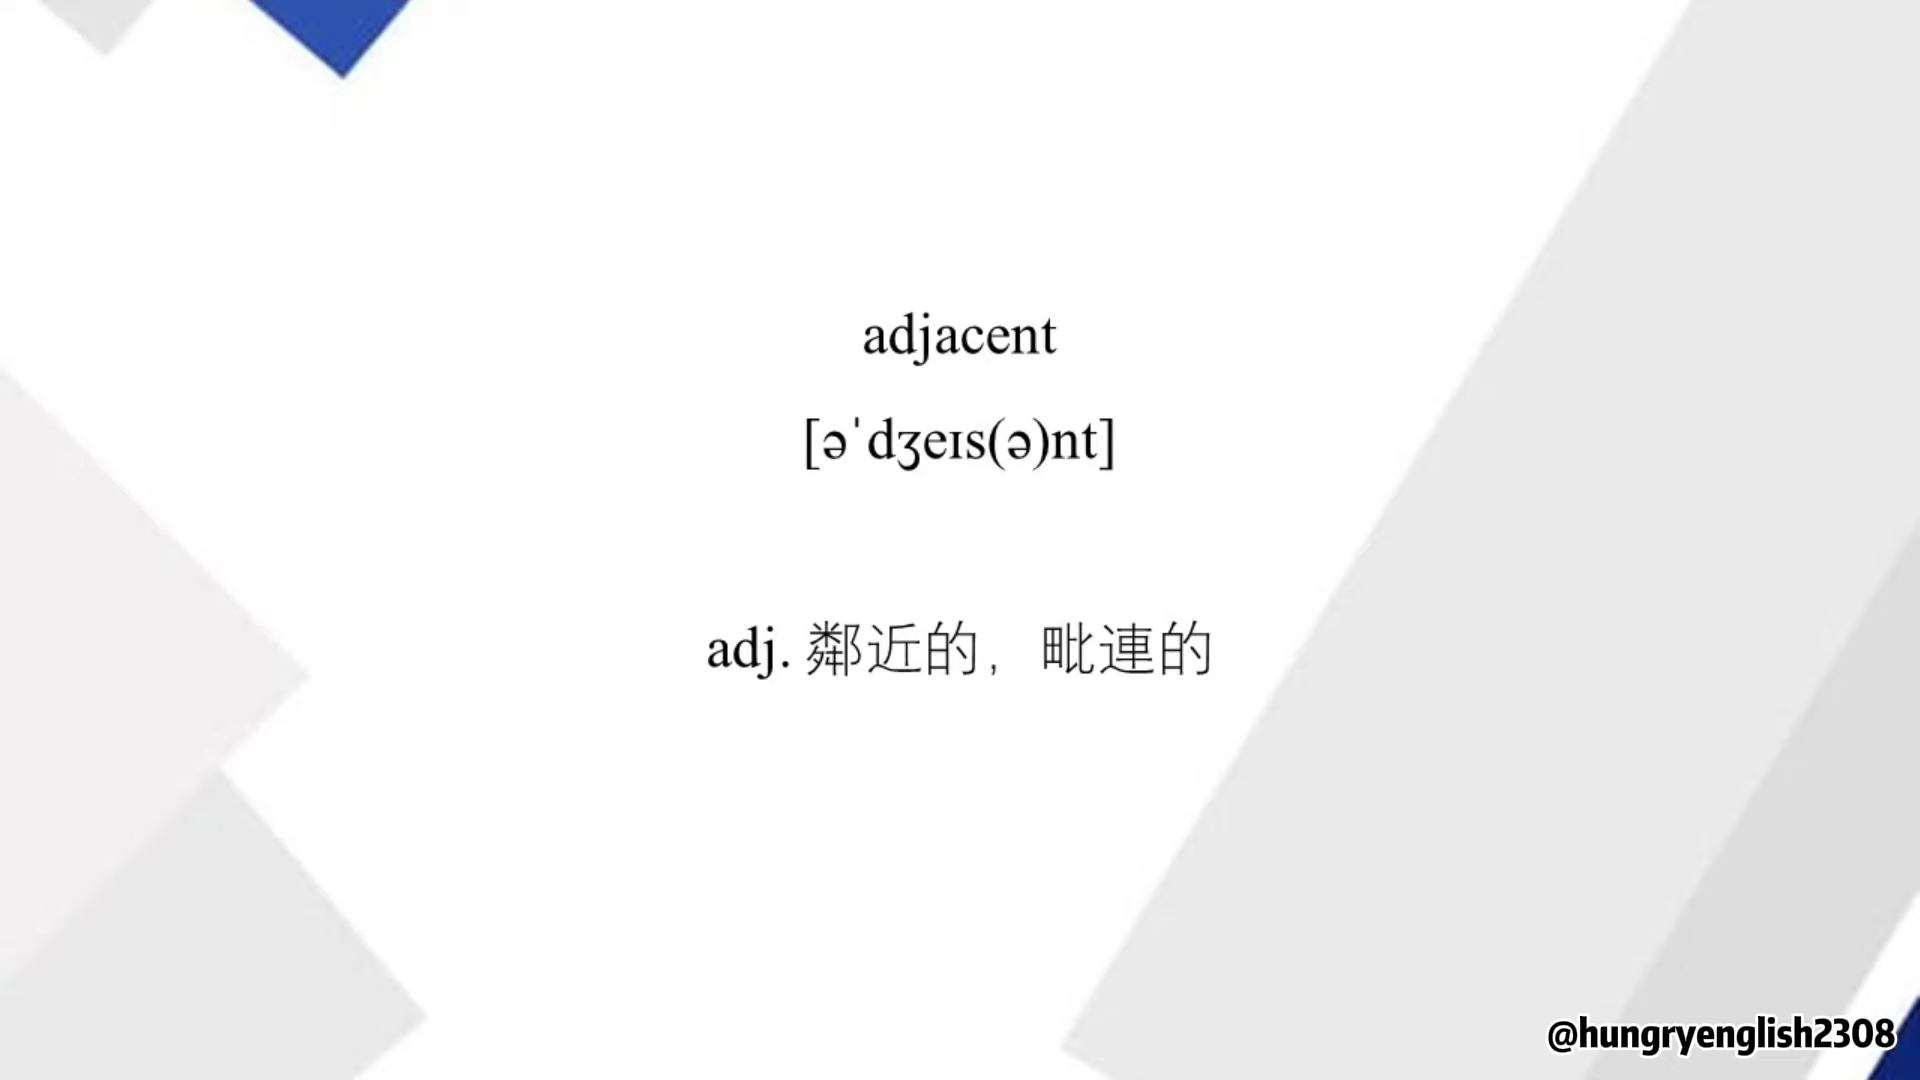 adjacent
[əˈdʒeɪs(ə)nt]
adj. 鄰近的，毗連的
@hungryenglish2308